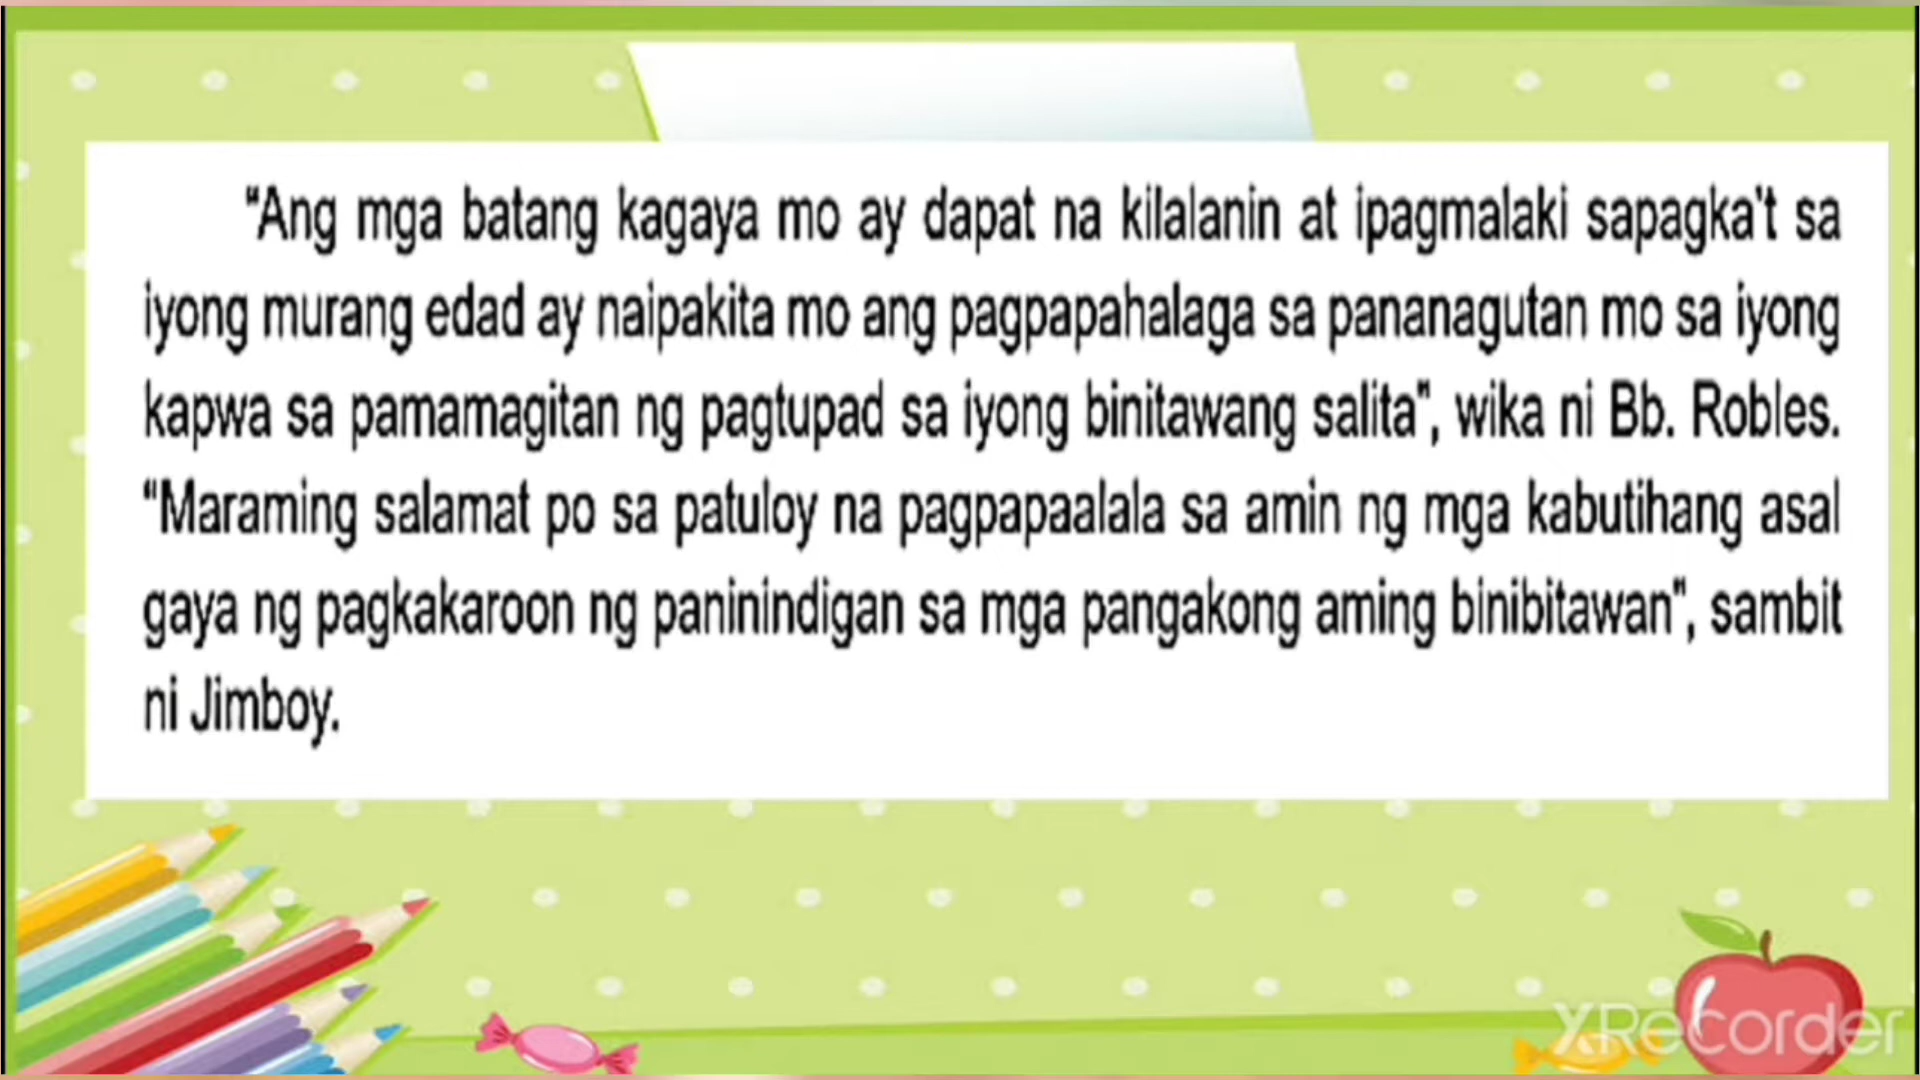 “Ang mga batang kagaya mo ay dapat na kilalanin at ipagmalaki sapagka't sa
iyong murang edad ay naipakita mo ang pagpapahalaga sa pananagutan mo sa iyong
kapwa sa pamamagitan ng pagtupad sa iyong binitawang salita”, wika ni Bb. Robles.
“Maraming salamat po sa patuloy na pagpapaalala sa amin ng mga kabutihang asal
gaya ng pagkakaroon ng paninindigan sa mga pangakong aming binibitawan”, sambit
ni Jimboy.
XRecorder